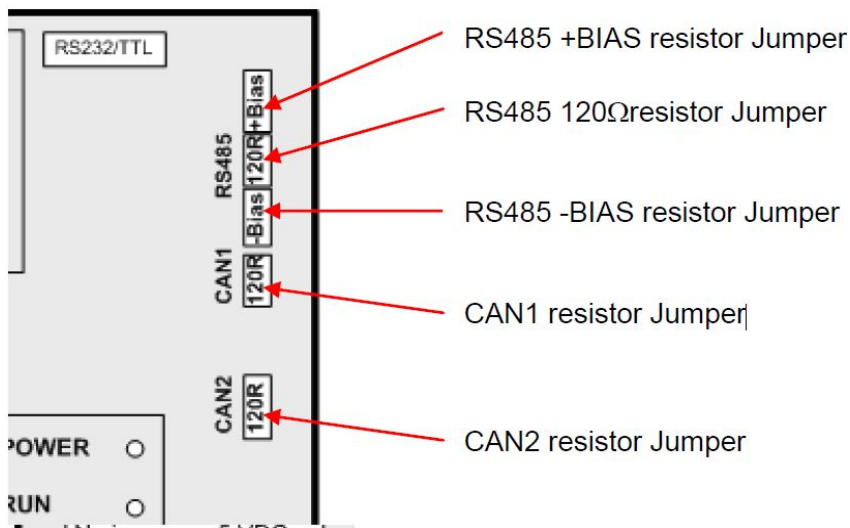 RS232/TTL
RS485
+Bias
120R
-Bias
CAN1
120R
CAN2
120R
POWER
RUN
RS485 +BIAS resistor Jumper
RS485 120Ωresistor Jumper
RS485 -BIAS resistor Jumper
CAN1 resistor Jumper
CAN2 resistor Jumper